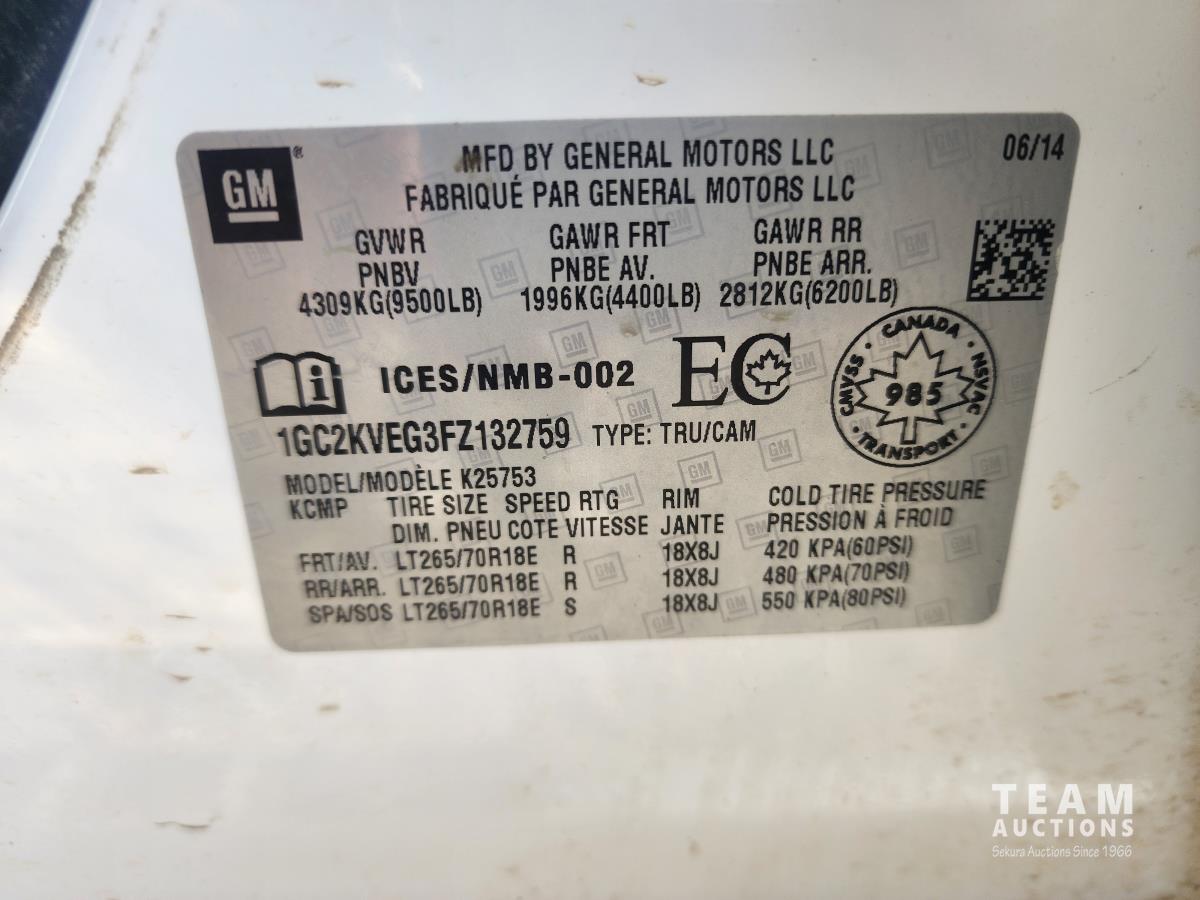 GM ®
MFD BY GENERAL MOTORS LLC 06/14
FABRIQUÉ PAR GENERAL MOTORS LLC
GVWR GAWR FRT GAWR RR
PNBV PNBE AV. PNBE ARR.
4309KG(9500LB) 1996KG(4400LB) 2812KG(6200LB)
i ICES/NMB-002 EC
CANADA CMVSS NSVAC
985
TRANSPORT
1GC2KVEG3FZ132759 TYPE: TRU/CAM
MODEL/MODÈLE K25753
KCMP TIRE SIZE SPEED RTG RIM COLD TIRE PRESSURE
DIM. PNEU COTE VITESSE JANTE PRESSION À FROID
FRT/AV. LT265/70R18E R 18X8J 420 KPA(60PSI)
RR/ARR. LT265/70R18E R 18X8J 480 KPA(70PSI)
SPA/SOS LT265/70R18E S 18X8J 550 KPA(80PSI)
TEAM
AUCTIONS
Sekura Auctions Since 1966